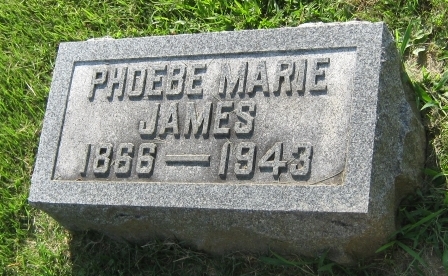 PHOEBE MARIE
JAMES
1866 — 1943